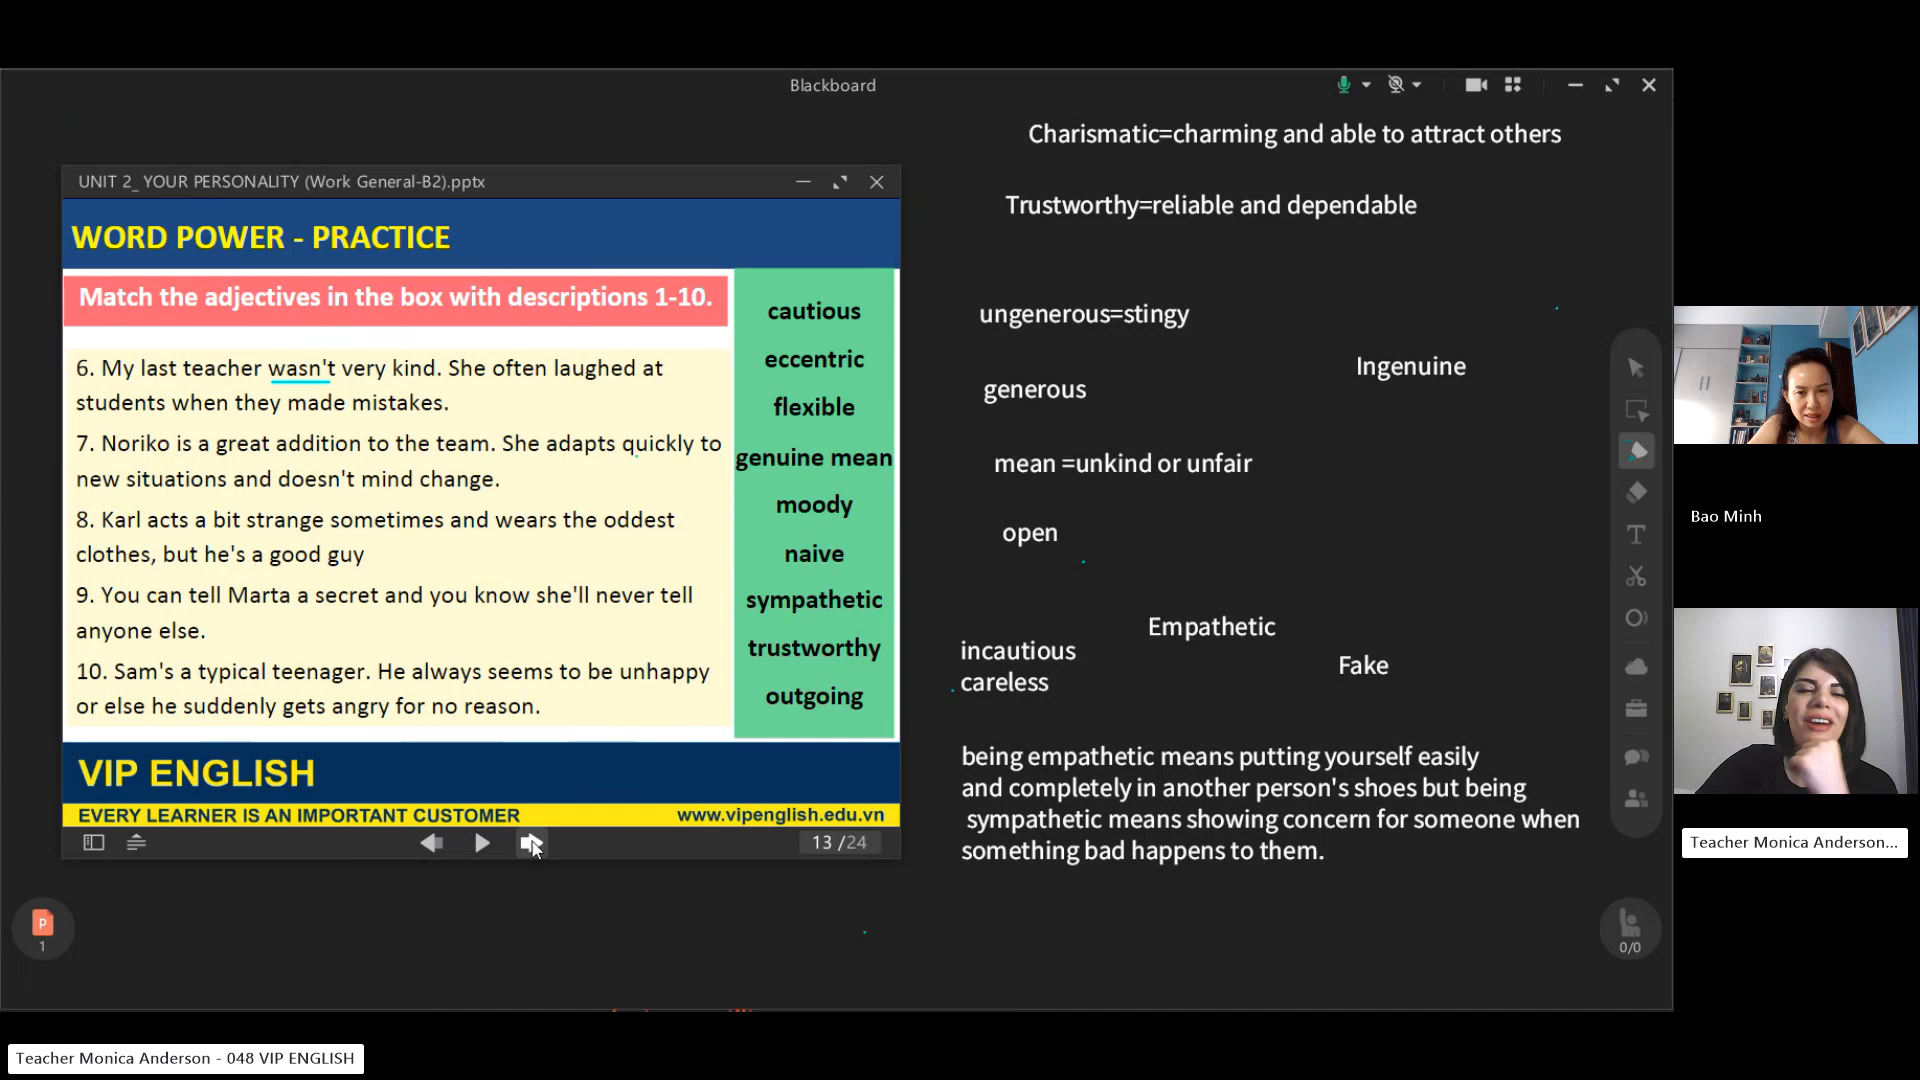 Blackboard
UNIT 2_ YOUR PERSONALITY (Work General-B2).pptx
WORD POWER - PRACTICE
Match the adjectives in the box with descriptions 1-10.
6. My last teacher wasn't very kind. She often laughed at
students when they made mistakes.
7. Noriko is a great addition to the team. She adapts quickly to
new situations and doesn't mind change.
8. Karl acts a bit strange sometimes and wears the oddest
clothes, but he's a good guy
9. You can tell Marta a secret and you know she'll never tell
anyone else.
10. Sam's a typical teenager. He always seems to be unhappy
or else he suddenly gets angry for no reason.
cautious
eccentric
flexible
genuine mean
moody
naive
sympathetic
trustworthy
outgoing
VIP ENGLISH
EVERY LEARNER IS AN IMPORTANT CUSTOMER
www.vipenglish.edu.vn
13 /24
Charismatic=charming and able to attract others
Trustworthy=reliable and dependable
ungenerous=stingy
Ingenuine
generous
mean =unkind or unfair
open
Empathetic
incautious
careless
Fake
being empathetic means putting yourself easily
and completely in another person's shoes but being
sympathetic means showing concern for someone when
something bad happens to them.
P
1
0/0
Bao Minh
Teacher Monica Anderson...
Teacher Monica Anderson - 048 VIP ENGLISH